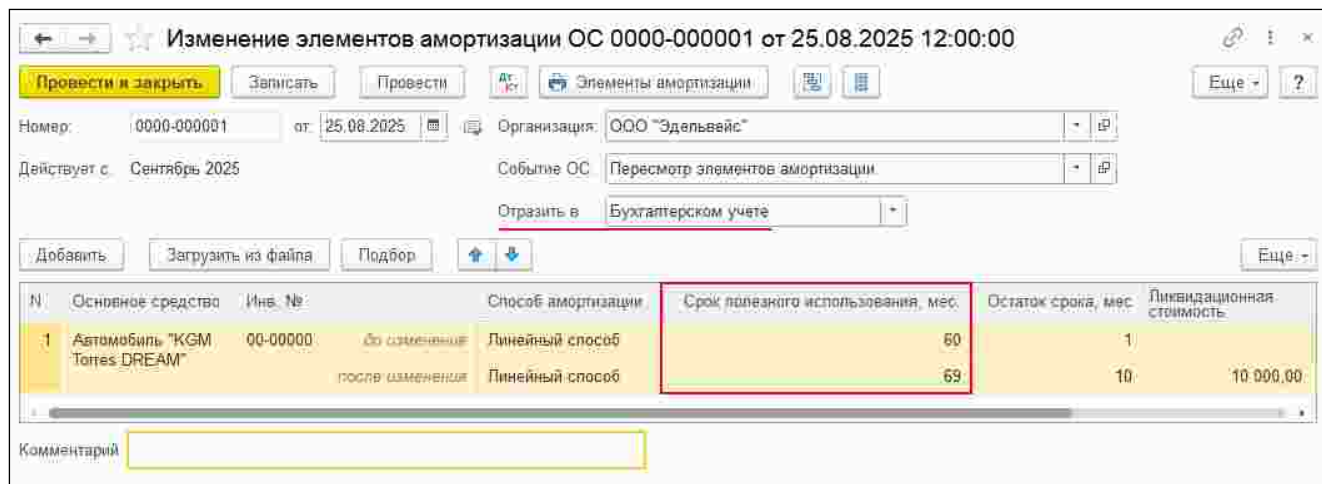 Изменение элементов амортизации ОС 0000-000001 от 25.08.2025 12:00:00
Провести и закрыть Записать Провести Дт Кт Элементы амортизации Еще ?
Номер: 0000-000001 от: 25.08.2025 Организация: ООО "Эдельвейс"
Действует с: Сентябрь 2025 Событие ОС: Пересмотр элементов амортизации
Отразить в: Бухгалтерском учете
Добавить Загрузить из файла Подбор Еще
N Основное средство Инв. № Способ амортизации Срок полезного использования, мес. Остаток срока, мес. Ликвидационная стоимость
1 Автомобиль "KGM 00-00000 до изменения Линейный способ 60 1
Torres DREAM" после изменения Линейный способ 69 10 10 000,00
Комментарий: